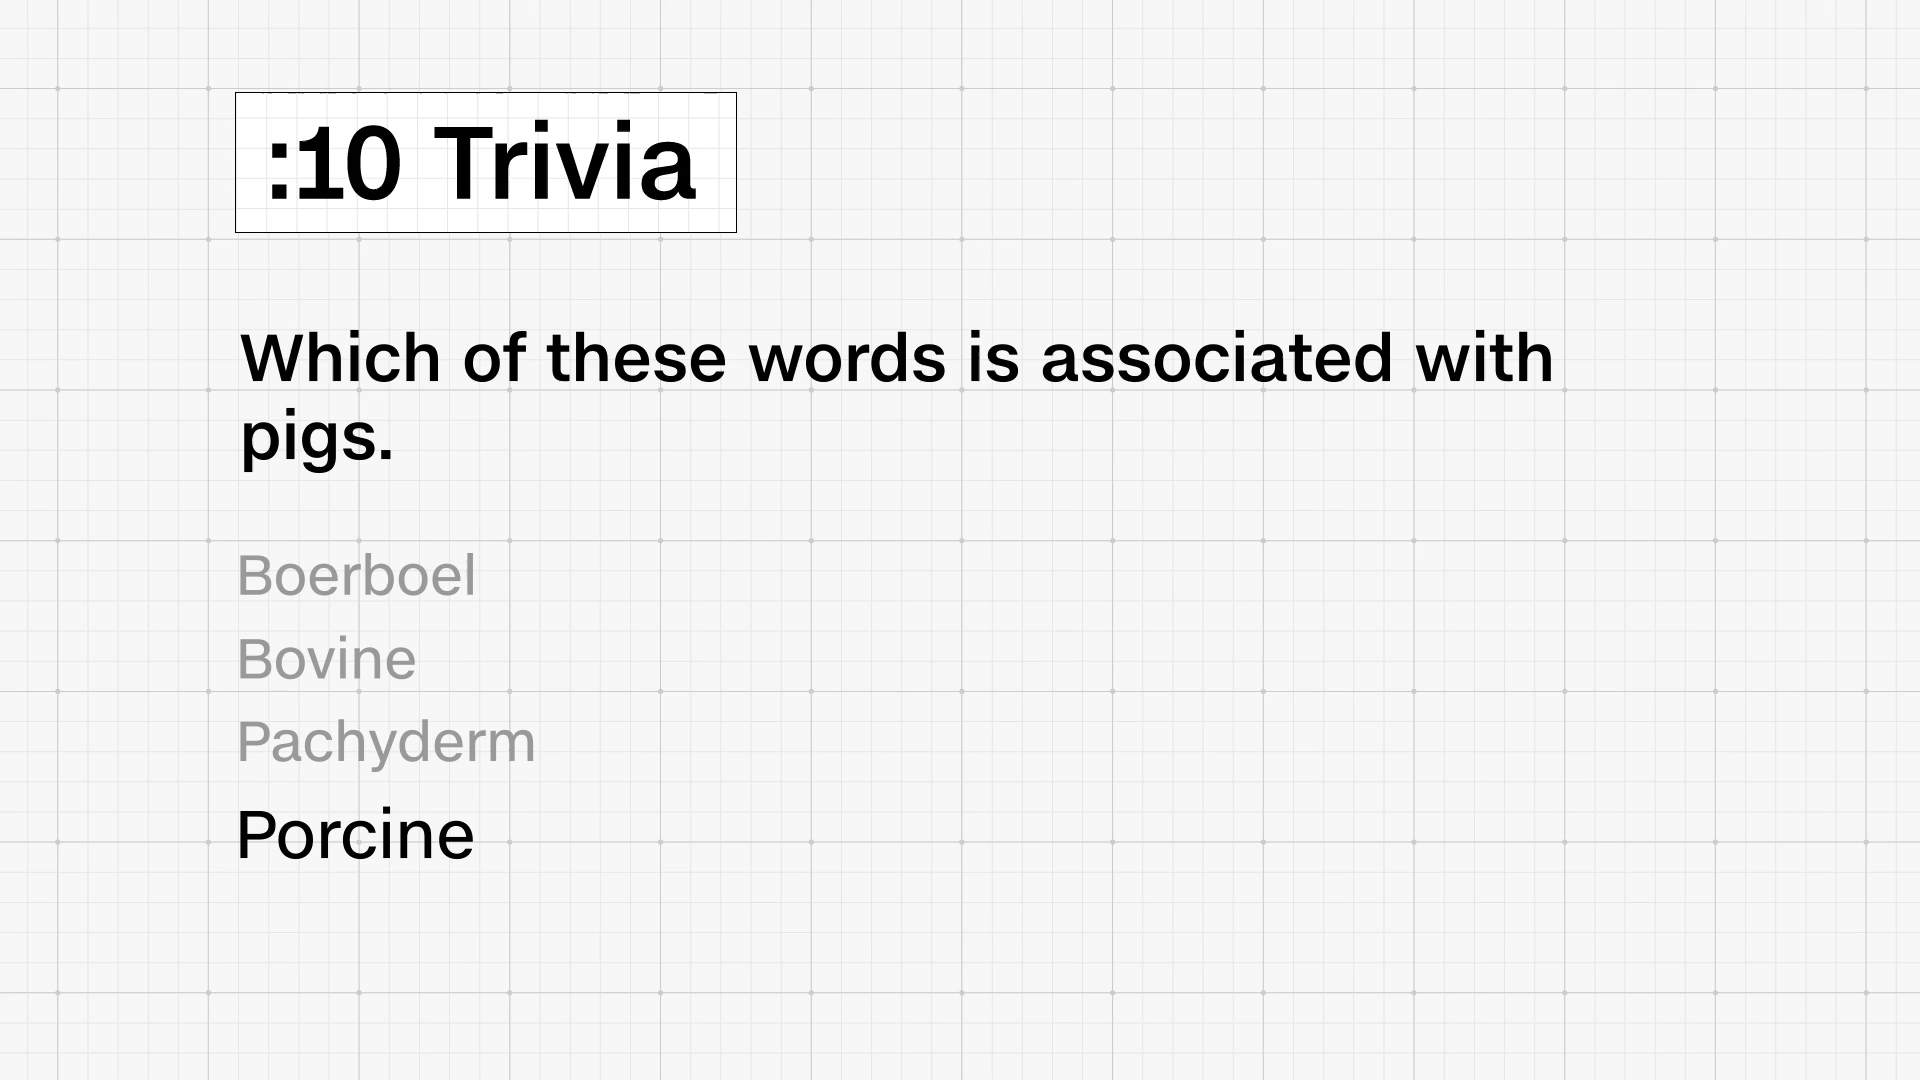 :10 Trivia
Which of these words is associated with
pigs.
Boerboel
Bovine
Pachyderm
Porcine